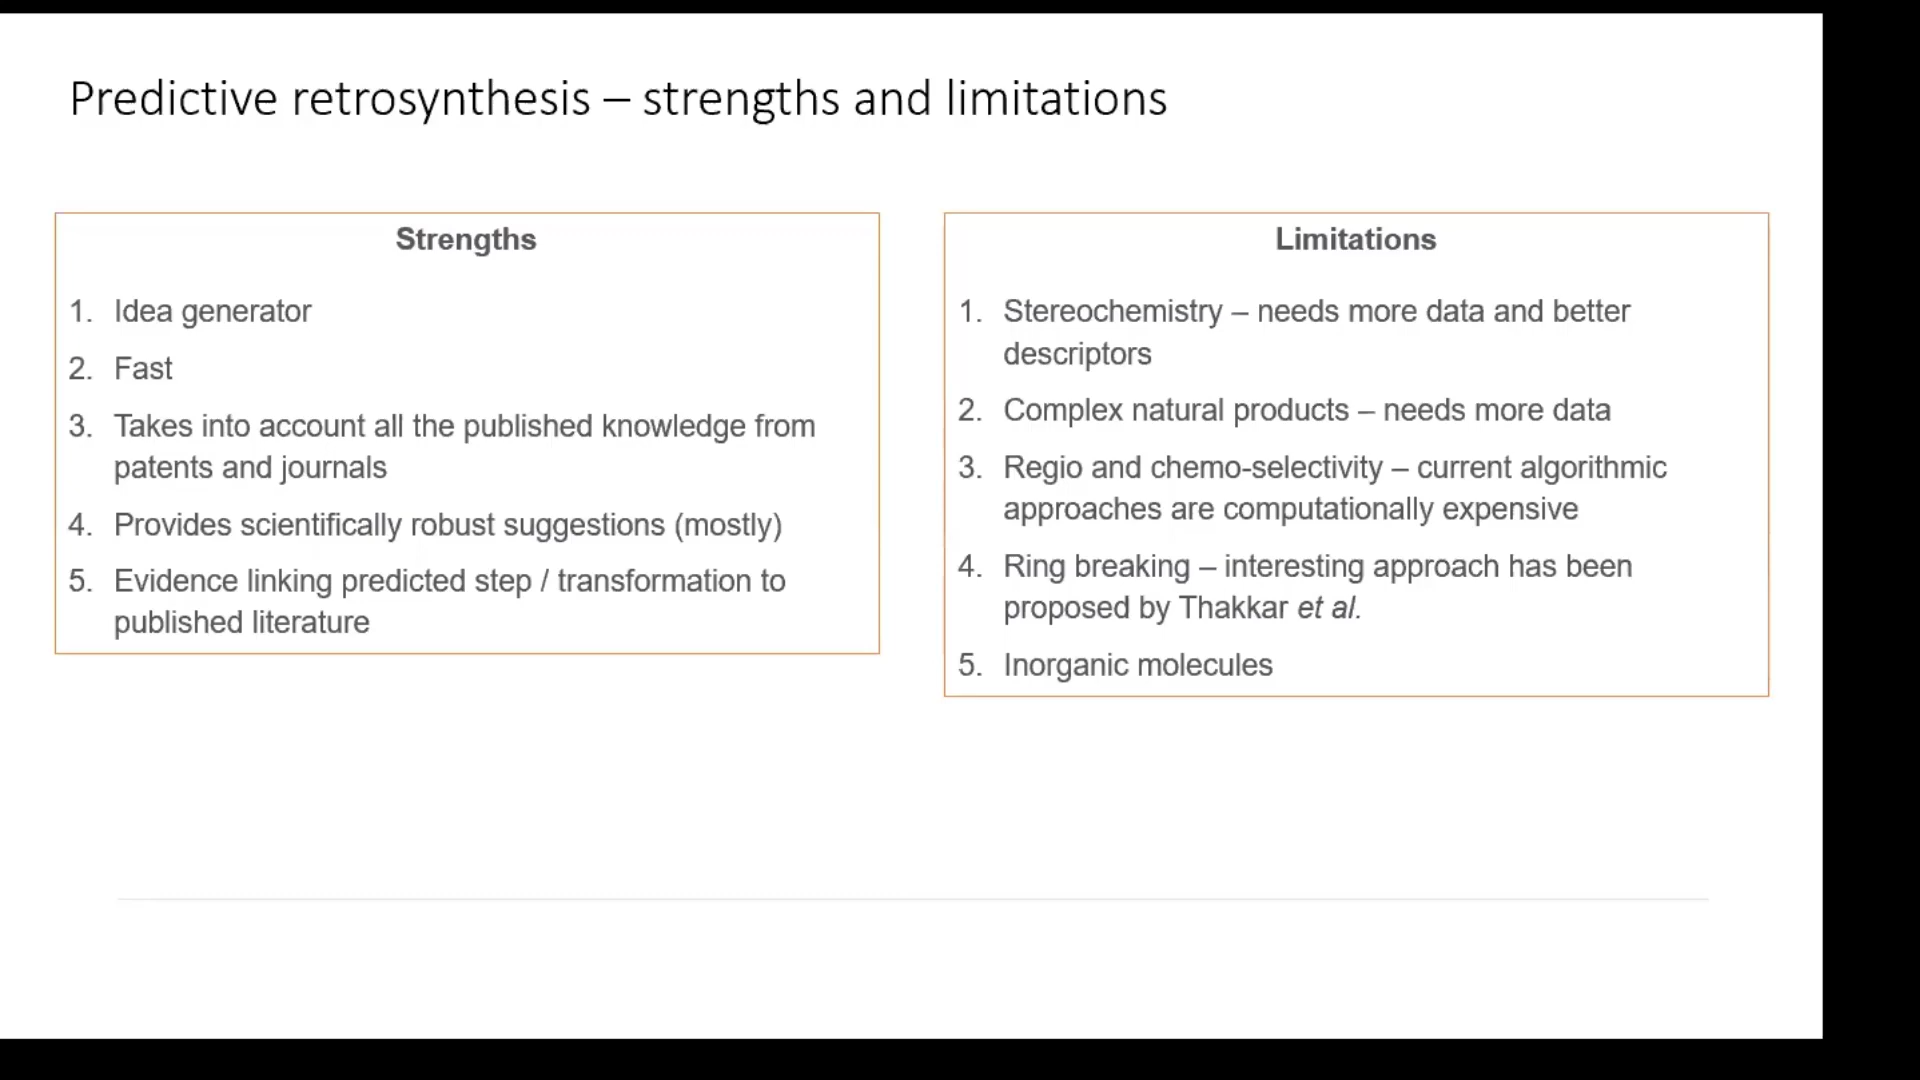 Predictive retrosynthesis – strengths and limitations
Strengths
1. Idea generator
2. Fast
3. Takes into account all the published knowledge from
patents and journals
4. Provides scientifically robust suggestions (mostly)
5. Evidence linking predicted step / transformation to
published literature
Limitations
1. Stereochemistry – needs more data and better
descriptors
2. Complex natural products – needs more data
3. Regio and chemo-selectivity – current algorithmic
approaches are computationally expensive
4. Ring breaking – interesting approach has been
proposed by Thakkar et al.
5. Inorganic molecules